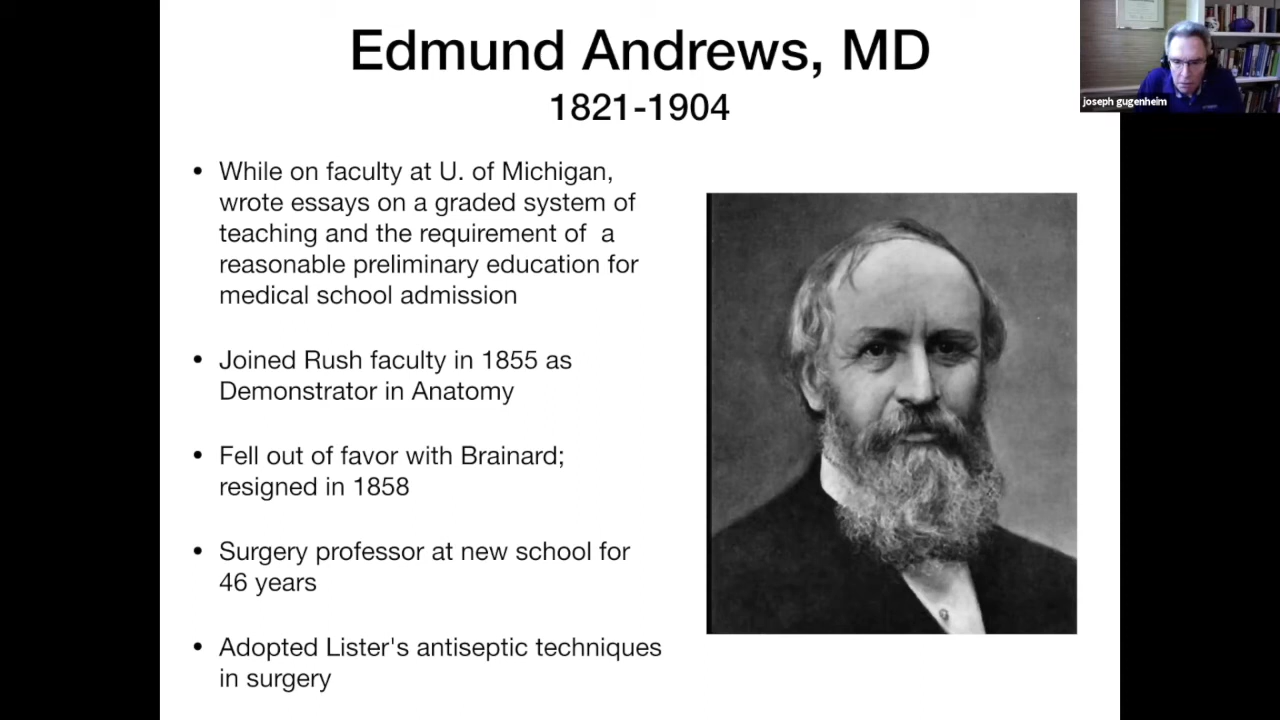 Edmund Andrews, MD
1821-1904
joseph gugenheim
• While on faculty at U. of Michigan,
wrote essays on a graded system of
teaching and the requirement of  a
reasonable preliminary education for
medical school admission
• Joined Rush faculty in 1855 as
Demonstrator in Anatomy
• Fell out of favor with Brainard;
resigned in 1858
• Surgery professor at new school for
46 years
• Adopted Lister's antiseptic techniques
in surgery